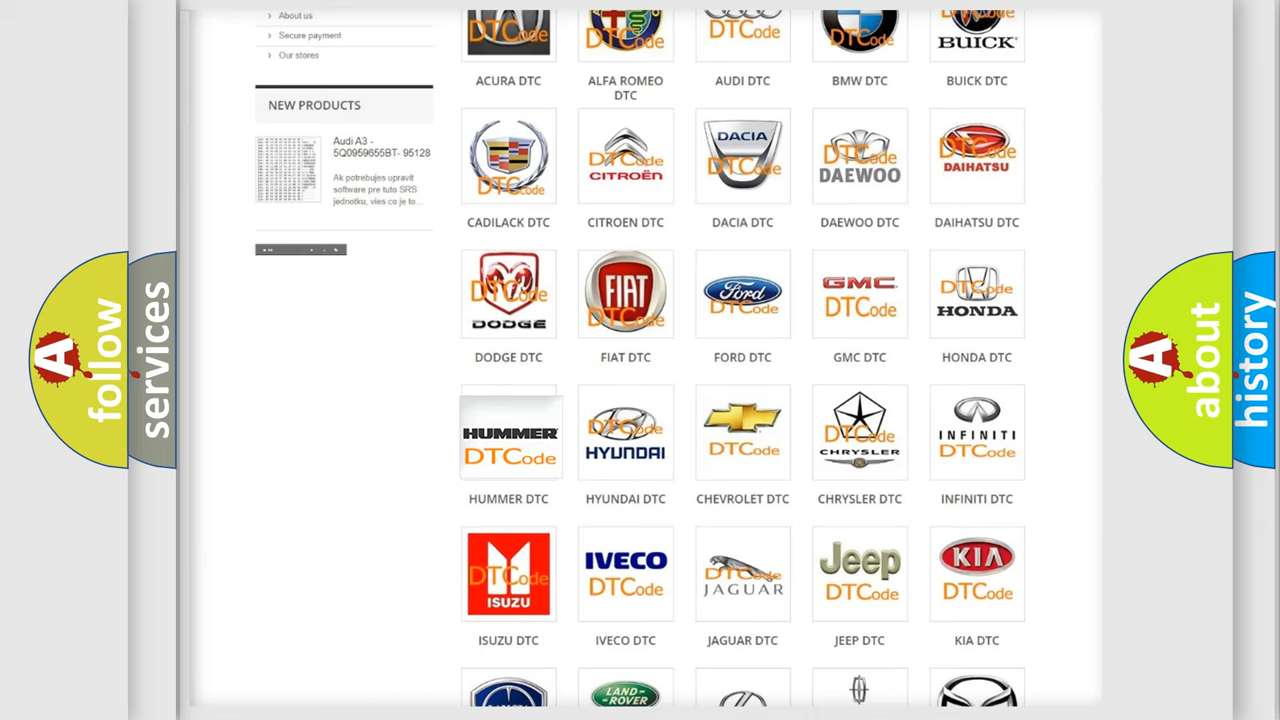 About us
Secure payment
Our stores
NEW PRODUCTS
Audi A3 -
5Q0959655BT- 95128
Ak potrebujes upravit
software pre tuto SRS
jednotku, vies co je to...
DTCode
DTCode
DTCode
DTCode
DTCode
BUICK
ACURA DTC
ALFA ROMEO
DTC
AUDI DTC
BMW DTC
BUICK DTC
DTCode
DTCode
CITROËN
DACIA
DTCode
DTCode
DAEWOO
DTCode
DAIHATSU
CADILACK DTC
CITROEN DTC
DACIA DTC
DAEWOO DTC
DAIHATSU DTC
DTCode
DODGE
FIAT
DTCode
Ford
DTCode
GMC
DTCode
DTCode
HONDA
DODGE DTC
FIAT DTC
FORD DTC
GMC DTC
HONDA DTC
HUMMER
DTCode
DTCode
HYUNDAI
DTCode
DTCode
CHRYSLER
INFINITI
DTCode
HUMMER DTC
HYUNDAI DTC
CHEVROLET DTC
CHRYSLER DTC
INFINITI DTC
DTCode
ISUZU
IVECO
DTCode
DTCode
JAGUAR
Jeep
DTCode
KIA
DTCode
ISUZU DTC
IVECO DTC
JAGUAR DTC
JEEP DTC
KIA DTC
LAND-
ROVER
A
follow
services
A
about
history